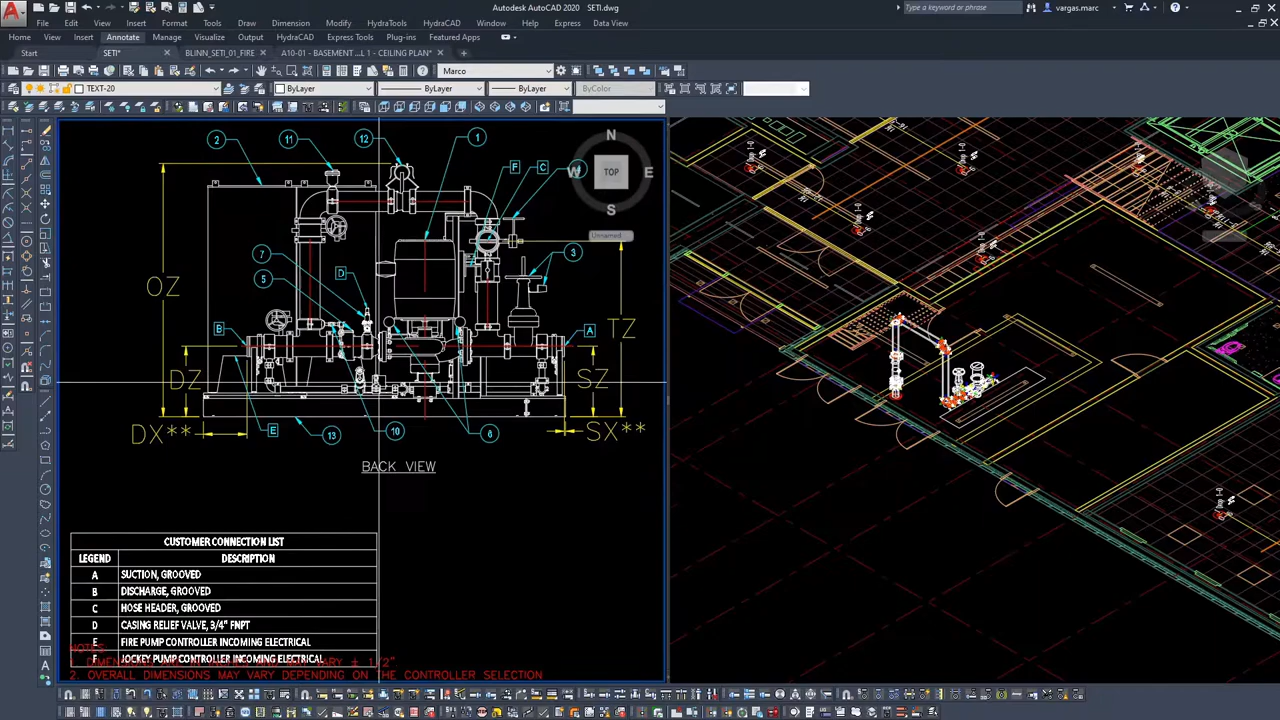 Autodesk AutoCAD 2020 SETI.dwg
Type a keyword or phrase
vargas.marc
File Edit View Insert Format Tools Draw Dimension Modify HydraTools HydraCAD Window Help Express Data View
Home View Insert Annotate Manage Visualize Output HydraCAD Express Tools Plug-ins Featured Apps
Start SETI* BLINN_SETI_01_FIRE A10-01 - BASEMENT ...L 1 - CEILING PLAN*
Marco
TEXT-20 ByLayer ByLayer ByLayer ByColor
2 11 12 1
F C
N
W TOP E
S
Unnamed
7 3
5 D
OZ
B A
TZ
DZ SZ
DX** E 13 10 6 SX**
BACK VIEW
CUSTOMER CONNECTION LIST
LEGEND DESCRIPTION
A SUCTION, GROOVED
B DISCHARGE, GROOVED
C HOSE HEADER, GROOVED
D CASING RELIEF VALVE, 3/4" FNPT
E FIRE PUMP CONTROLLER INCOMING ELECTRICAL
NOTES:
F JOCKEY PUMP CONTROLLER INCOMING ELECTRICAL
VARY ± 1/2"
2. OVERALL DIMENSIONS MAY VARY DEPENDING ON THE CONTROLLER SELECTION